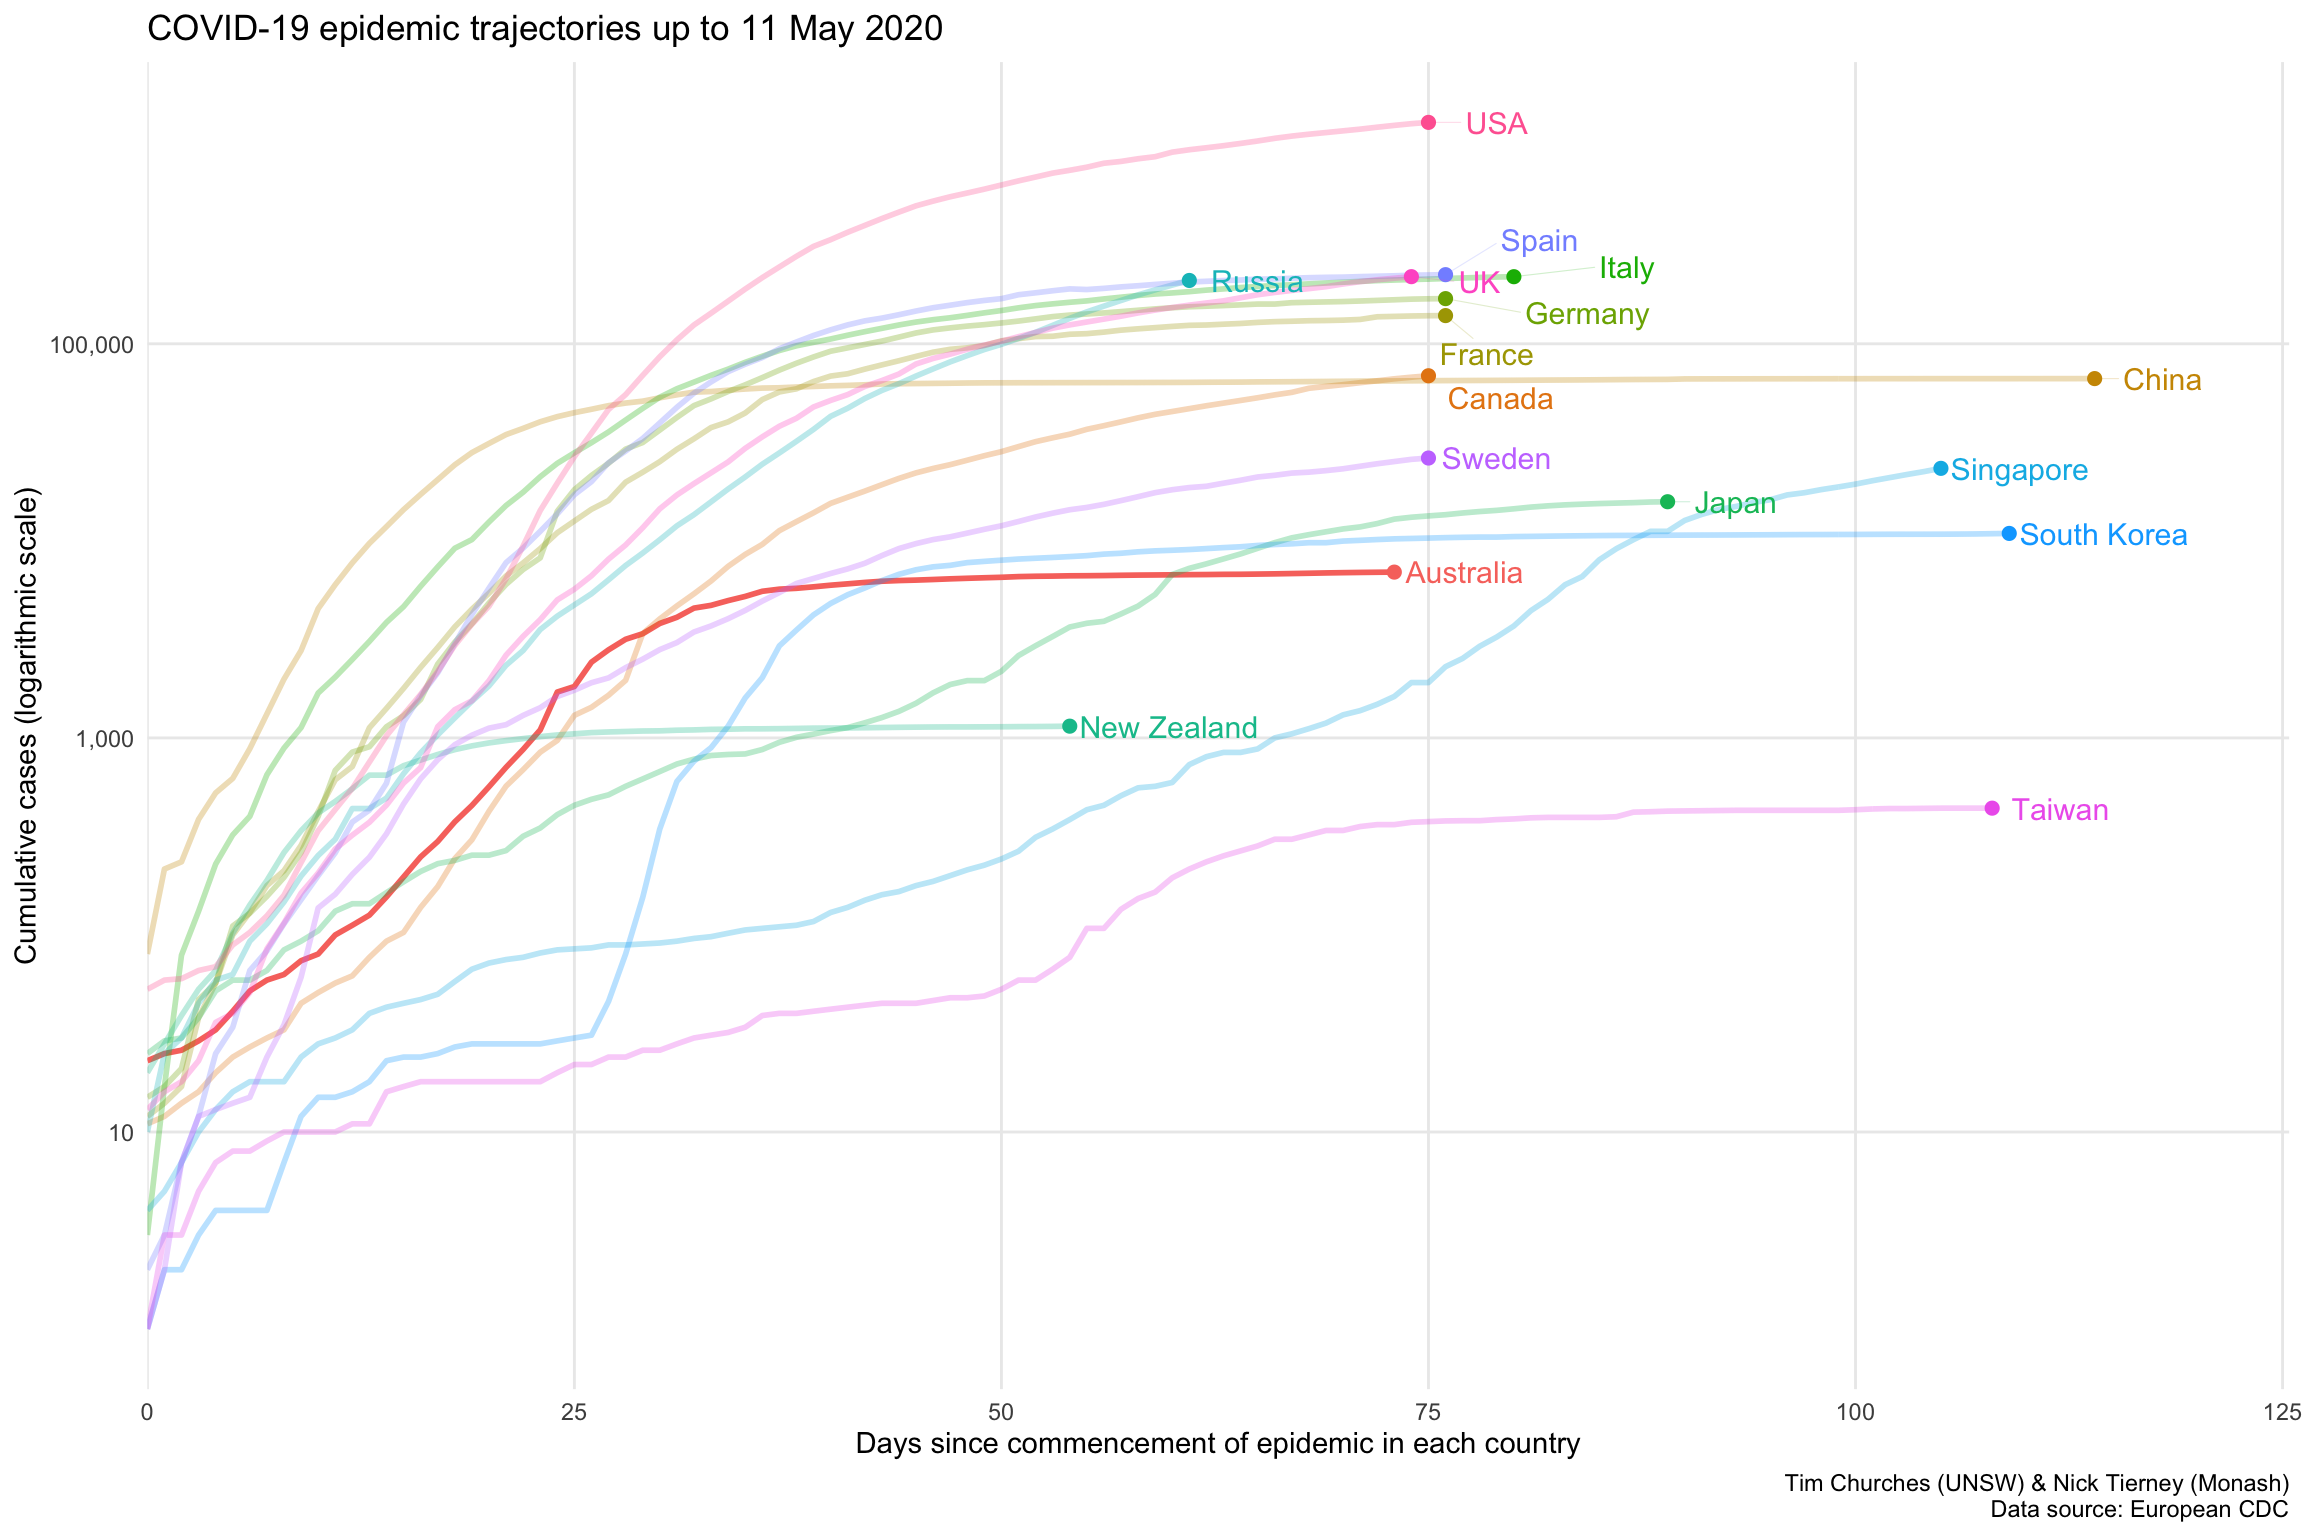 COVID-19 epidemic trajectories up to 11 May 2020
USA
Spain
Italy
Russia
UK
Germany
100,000
France
China
Canada
Sweden
Singapore
Japan
South Korea
Australia
New Zealand
1,000
Taiwan
Cumulative cases (logarithmic scale)
10
0 25 50 75 100 125
Days since commencement of epidemic in each country
Tim Churches (UNSW) & Nick Tierney (Monash)
Data source: European CDC